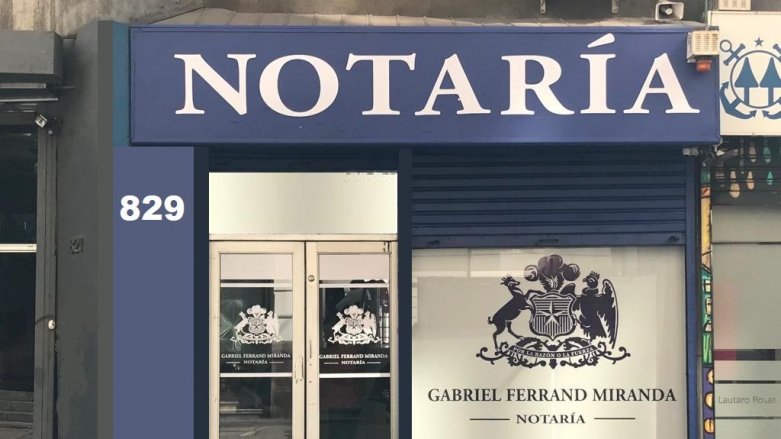 NOTARÍA
829
827
POR LA RAZÓN O LA FUERZA
GABRIEL FERRAND MIRANDA
NOTARÍA
GABRIEL FERRAND MIRANDA
NOTARÍA
GABRIEL FERRAND MIRANDA
NOTARÍA
Lautaro Rosas